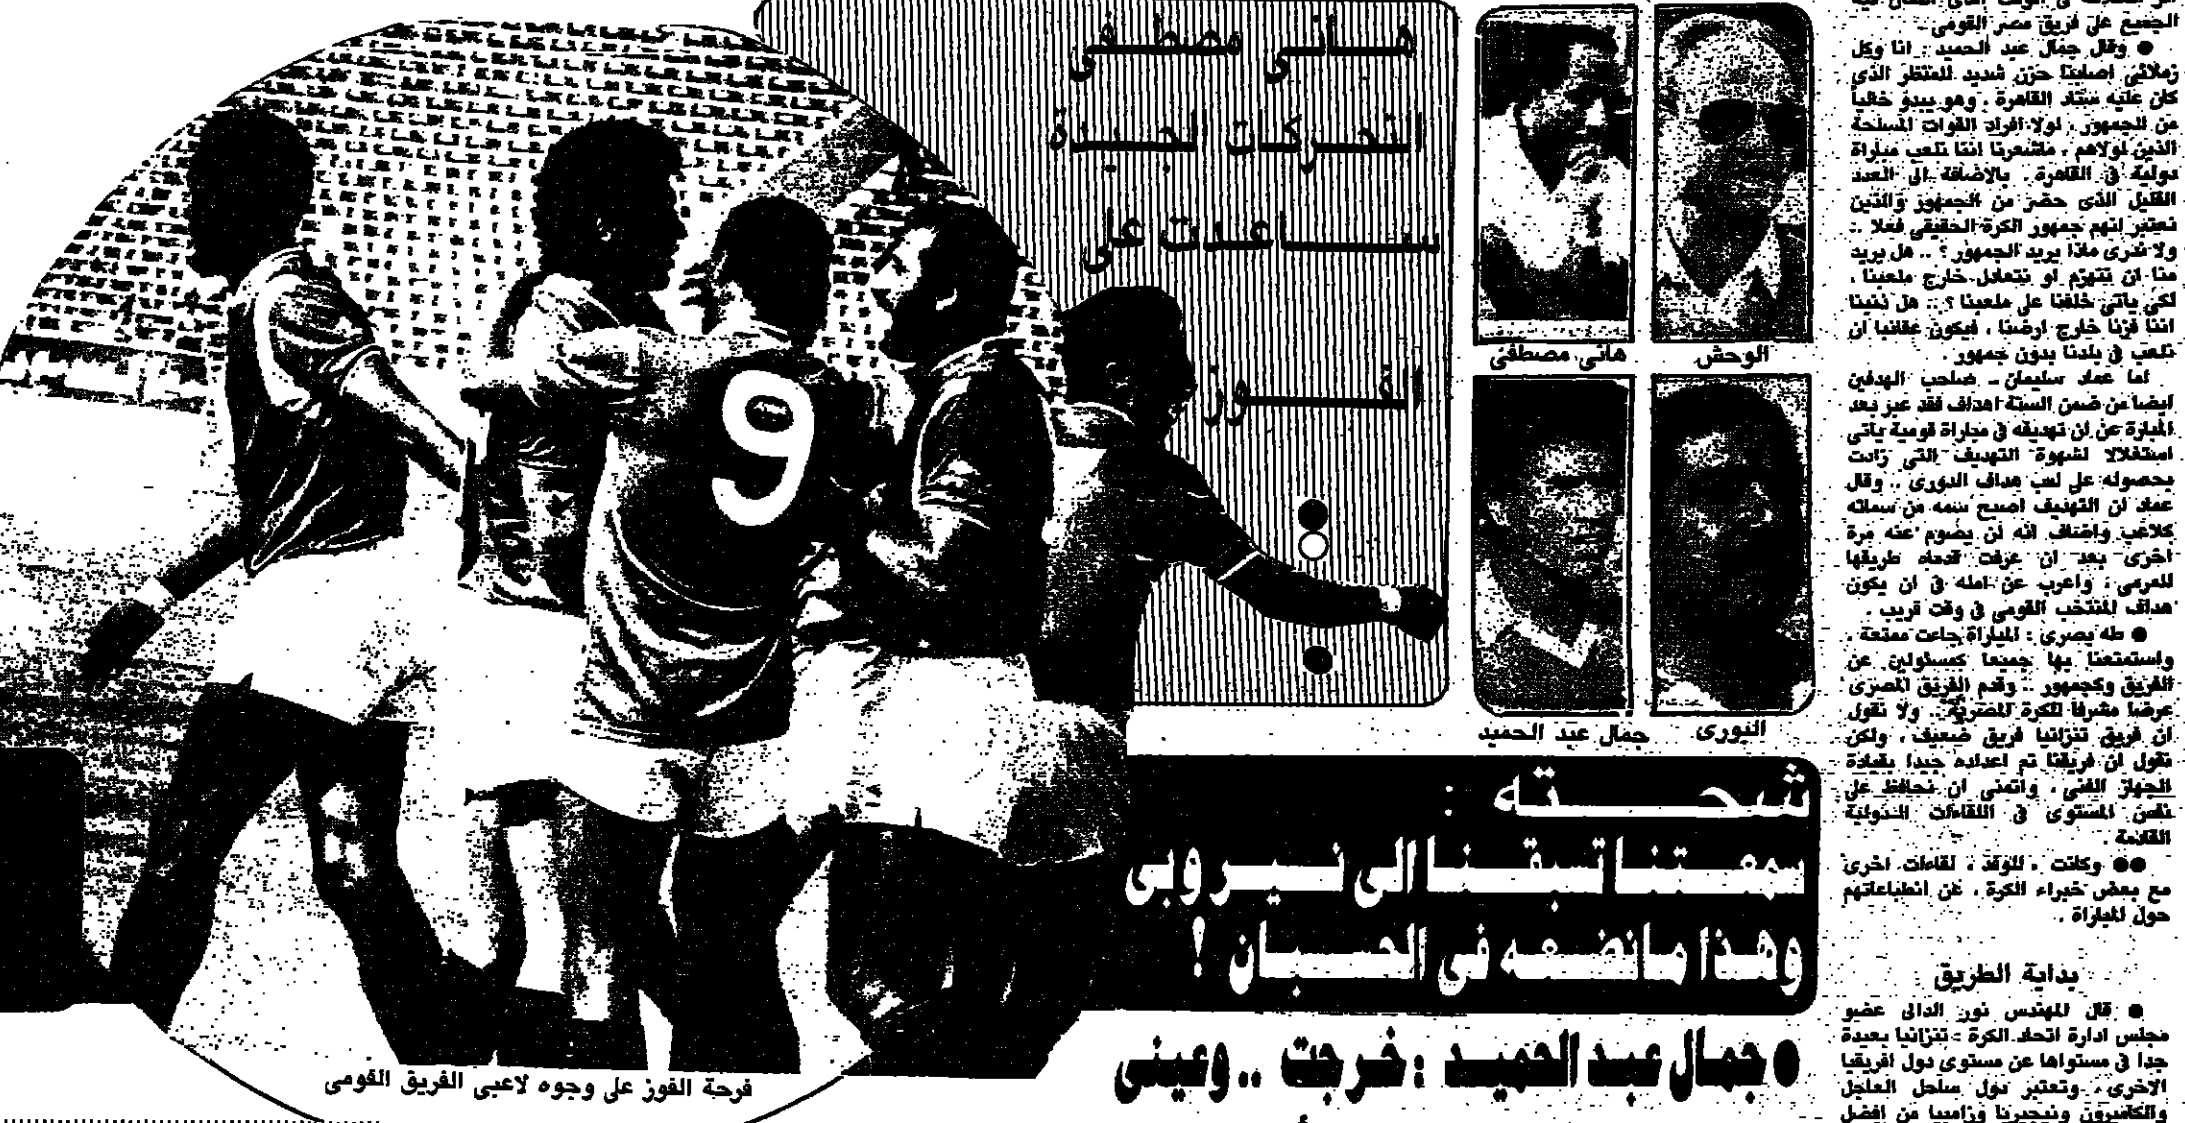 هانى مصطفى
التحركات الجيدة
ساعدت على
الفوز
هانى مصطفى
الوحش
جمال عبد الحميد
البورى
شحته :
سمعتنا تسبقنا الى نيروبى
وهذا ما نضعه فى الحسبان !
● جمال عبد الحميد : خرجت .. وعينى
فرحة الفوز على وجوه لاعبى الفريق القومى
الجميع على فريق مصر القومى .
● وقال جمال عبد الحميد : انا وكل
زملائى اصابنا حزن شديد للمنظر الذى
كان عليه ستاد القاهرة . وهو يبدو خالياً
من الجمهور . لولا افراد القوات المسلحة
الذين لولاهم ، ماشعرنا اننا نلعب مباراة
دولية فى القاهرة . بالاضافة الى العدد
القليل الذى حضر من الجمهور والذين
نعتبر انهم جمهور الكرة الحقيقى فعلا ..
ولا ندرى ماذا يريد الجمهور ؟ .. هل يريد
منا ان ننهزم او نتعادل خارج ملعبنا ،
لكى ياتى خلفنا على ملعبنا ؟ .. هل ذنبنا
اننا فزنا خارج ارضنا ، فيكون عقابنا ان
نلعب فى بلدنا بدون جمهور .
اما عماد سليمان ـ صاحب الهدفين
ايضا من ضمن الستة اهداف فقد عبر بعد
المباراة عن ان تهديفه فى مباراة قومية ياتى
استغلالا لشهوة التهديف التى زادت
بحصوله على لقب هداف الدورى .. وقال
عماد ان التهديف اصبح سمه من سماته
كلاعب واضاف انه لن يصوم عنه مرة
اخرى بعد ان عرفت قدماه طريقها
للمرمى ، واعرب عن امله فى ان يكون
هداف المنتخب القومى فى وقت قريب .
● طه بصرى : المباراة جاءت ممتعة .
واستمتعنا بها جميعا كمسئولين عن
الفريق وكجمهور .. وقدم الفريق المصرى
عرضا مشرفا للكرة المصرية .. ولا نقول
ان فريق تنزانيا فريق ضعيف ، ولكن
نقول ان فريقنا تم اعداده جيدا بقيادة
الجهاز الفنى ، واتمنى ان نحافظ على
نفس المستوى فى اللقاءات الدولية
القادمة .
●● وكانت ، للوفد ، لقاءات اخرى
مع بعض خبراء الكرة ، عن انطباعاتهم
حول المباراة .
بداية الطريق
● قال المهندس نور الدالى عضو
مجلس ادارة اتحاد الكرة : تنزانيا بعيدة
جدا فى مستواها عن مستوى دول افريقيا
الاخرى ، وتعتبر دول ساحل العاجل
والكاميرون ونيجيريا وزامبيا من افضل